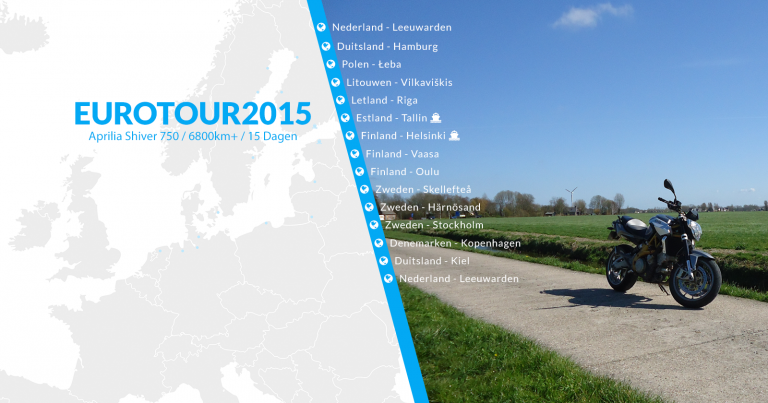 EUROTOUR2015
Aprilia Shiver 750 / 6800km+ / 15 Dagen
Nederland - Leeuwarden
Duitsland - Hamburg
Polen - Łeba
Litouwen - Vilkaviškis
Letland - Riga
Estland - Tallin
Finland - Helsinki
Finland - Vaasa
Finland - Oulu
Zweden - Skellefteå
Zweden - Härnösand
Zweden - Stockholm
Denemarken - Kopenhagen
Duitsland - Kiel
Nederland - Leeuwarden